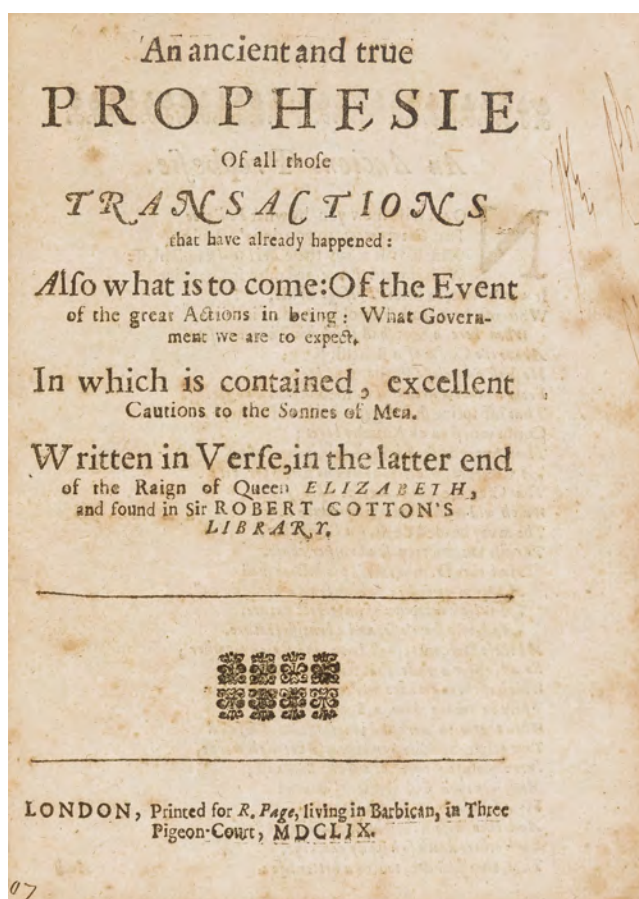 An ancient and true
PROPHESIE
Of all thoſe
TRANSACTIONS
that have already happened:
Alſo what is to come: Of the Event
of the great Actions in being: What Govern-
ment we are to expect.
In which is contained, excellent
Cautions to the Sonnes of Men.
Written in Verſe, in the latter end
of the Raign of Queen ELIZABETH,
and found in Sir ROBERT COTTON'S
LIBRARY.
LONDON, Printed for R. Page, living in Barbican, in Three
Pigeon-Court, MDCLIX.
07